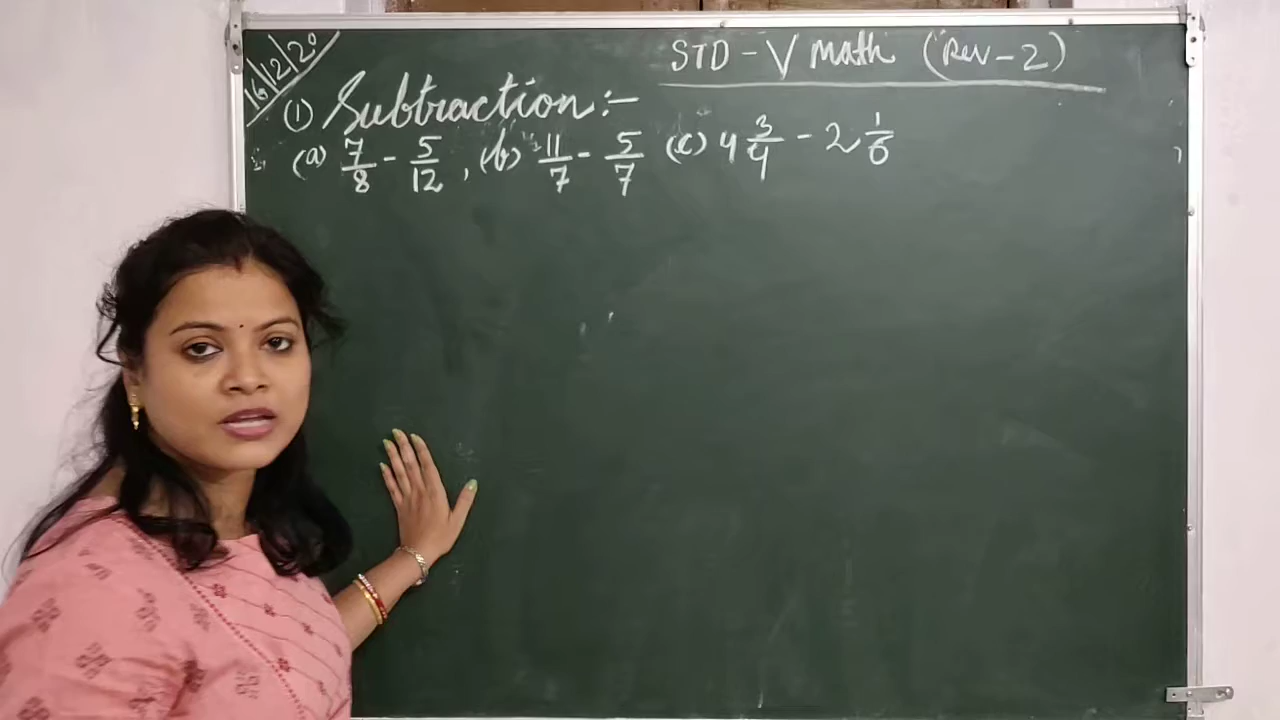 16/12/20
STD - V Math (Rev - 2)
① Subtraction :-
(a) 7/8 - 5/12 , (b) 11/7 - 5/7 (c) 4 3/4 - 2 1/6